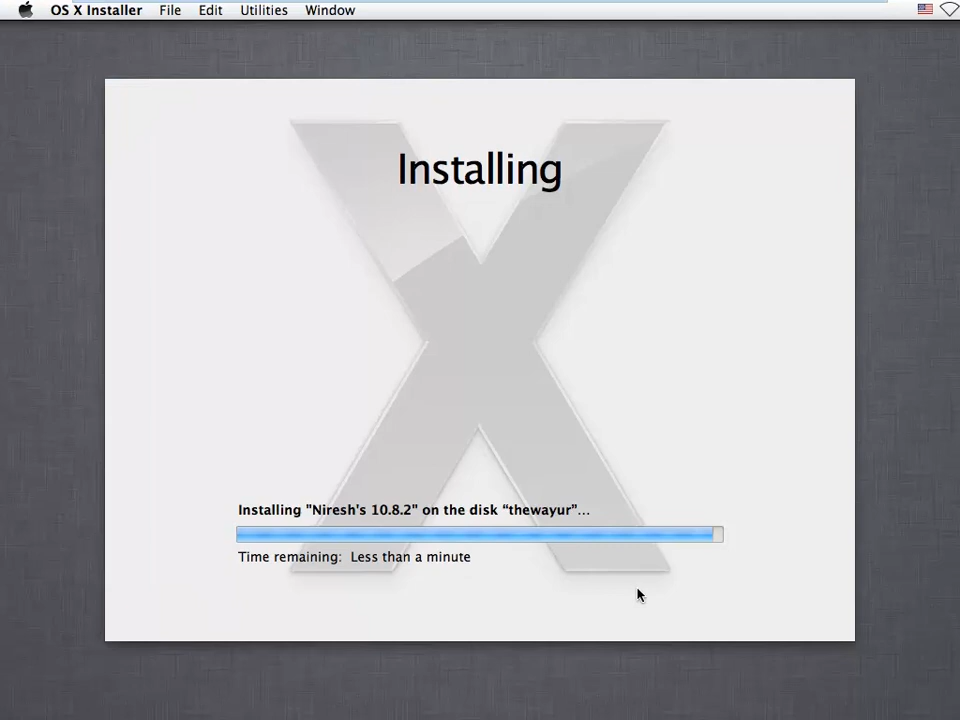 OS X Installer File Edit Utilities Window
Installing
Installing "Niresh's 10.8.2" on the disk “thewayur”...
Time remaining: Less than a minute